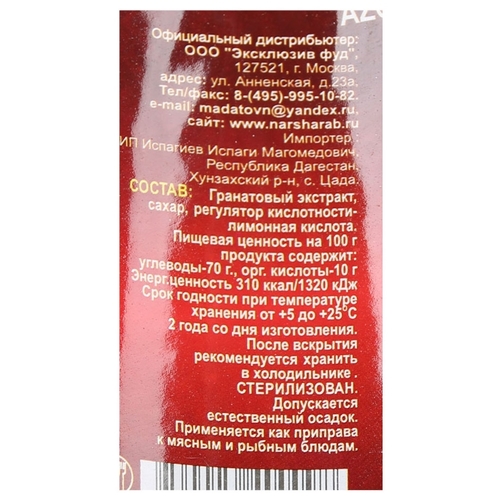 Официальный дистрибьютер:
ООО "Эксклюзив фуд",
127521, г. Москва,
адрес: ул. Анненская, д.23а,
Тел/факс: 8-(495)-995-10-82.
e-mail: madatovn@yandex.ru,
сайт: www.narsharab.ru
Импортер :
ИП Испагиев Испаги Магомедович,
Республика Дагестан,
Хунзахский р-н, с. Цада.
СОСТАВ: Гранатовый экстракт,
сахар, регулятор кислотности-
лимонная кислота.
Пищевая ценность на 100 г
продукта содержит:
углеводы-70 г., орг. кислоты-10 г
Энерг.ценность 310 ккал/1320 кДж
Срок годности при температуре
хранения от +5 до +25°С
2 года со дня изготовления.
После вскрытия
рекомендуется хранить
в холодильнике .
СТЕРИЛИЗОВАН.
Допускается
естественный осадок.
Применяется как приправа
к мясным и рыбным блюдам.